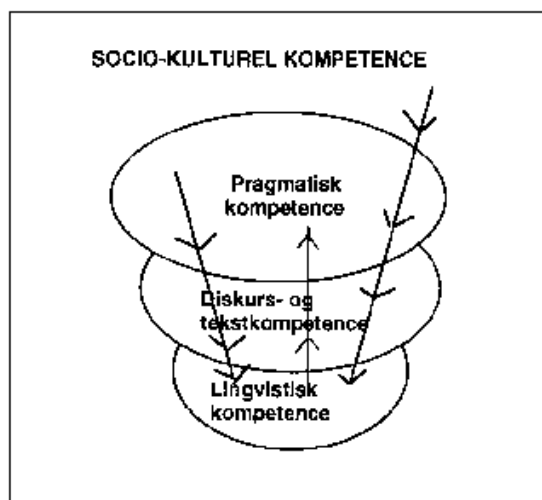 SOCIO-KULTUREL KOMPETENCE
Pragmatisk
kompetence
Diskurs- og
tekstkompetence
Lingvistisk
kompetence